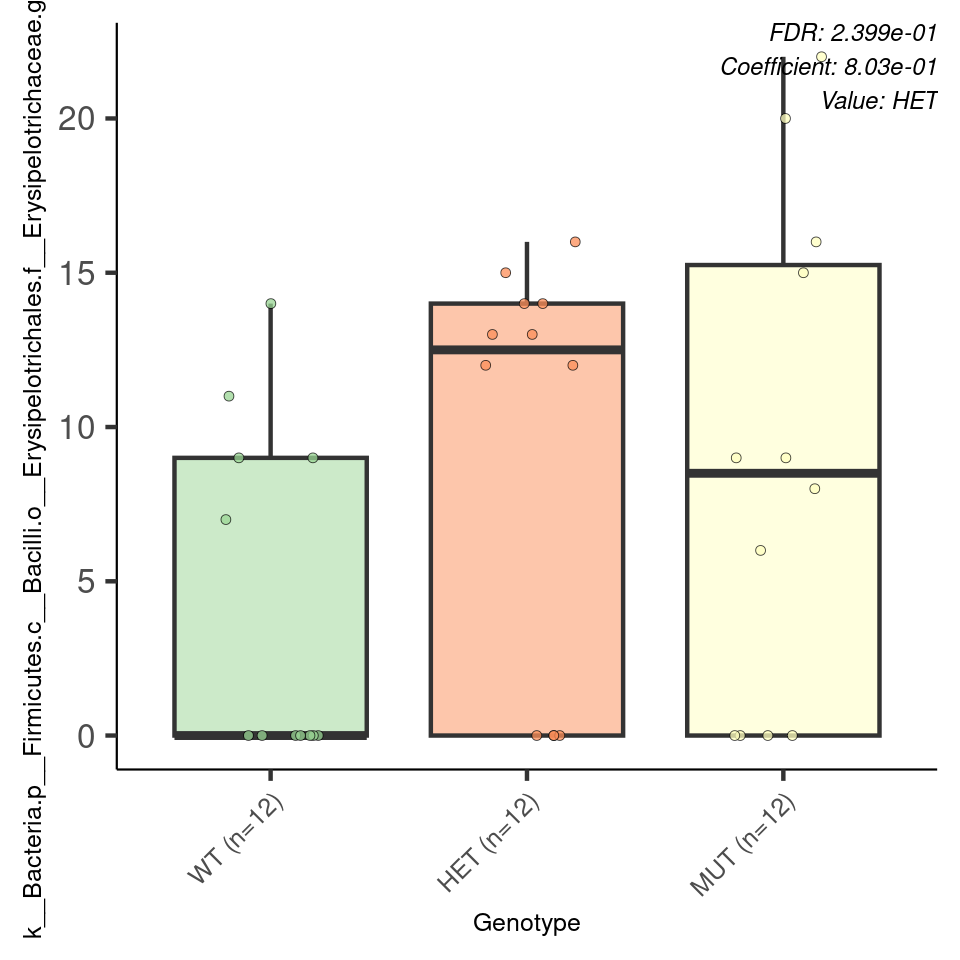 FDR: 2.399e-01
Coefficient: 8.03e-01
Value: HET
k__Bacteria.p__Firmicutes.c__Bacilli.o__Erysipelotrichales.f__Erysipelotrichaceae.g
20
15
10
5
0
WT (n=12)
HET (n=12)
MUT (n=12)
Genotype